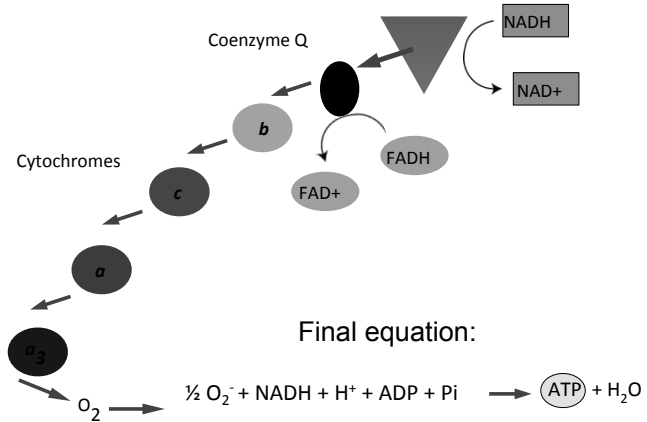 Coenzyme Q
NADH
NAD+
b
FADH
FAD+
Cytochromes
c
a
a3
Final equation:
O2
½ O2- + NADH + H+ + ADP + Pi
ATP + H2O